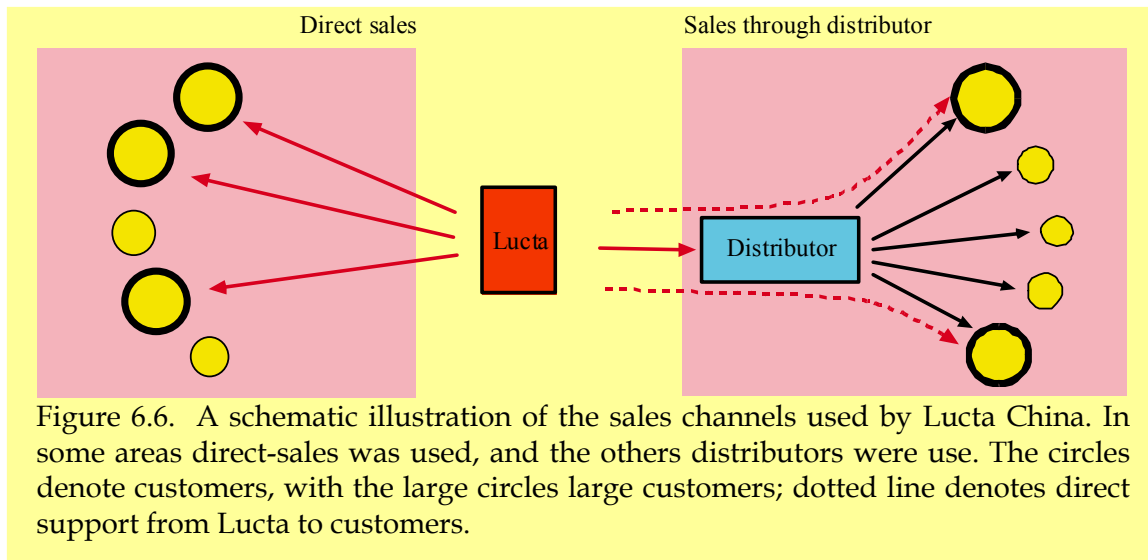 Direct sales
Sales through distributor
Lucta
Distributor
Figure 6.6. A schematic illustration of the sales channels used by Lucta China. In
some areas direct-sales was used, and the others distributors were use. The circles
denote customers, with the large circles large customers; dotted line denotes direct
support from Lucta to customers.